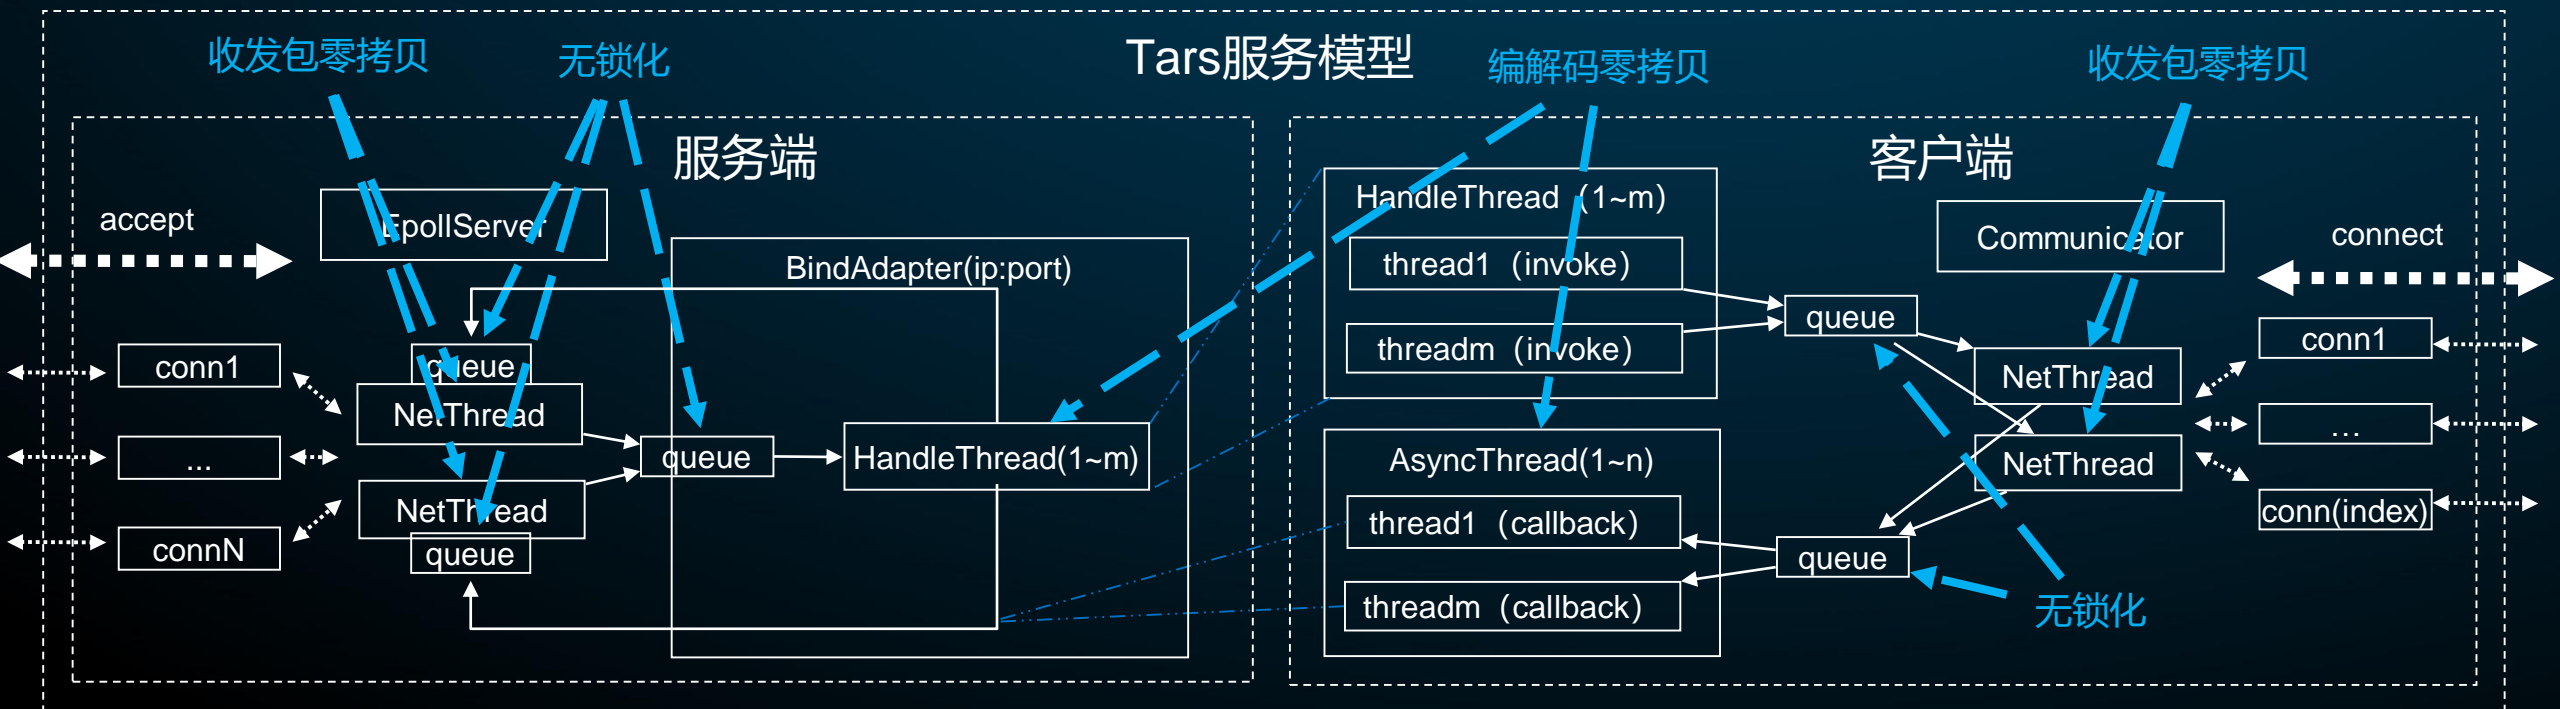 Tars服务模型
收发包零拷贝
无锁化
编解码零拷贝
收发包零拷贝
服务端
accept
EpollServer
BindAdapter(ip:port)
conn1
...
connN
queue
NetThread
NetThread
queue
queue
HandleThread(1~m)
客户端
HandleThread（1~m）
thread1（invoke）
threadm（invoke）
AsyncThread(1~n)
thread1（callback）
threadm（callback）
queue
queue
Communicator
NetThread
NetThread
connect
conn1
...
conn(index)
无锁化